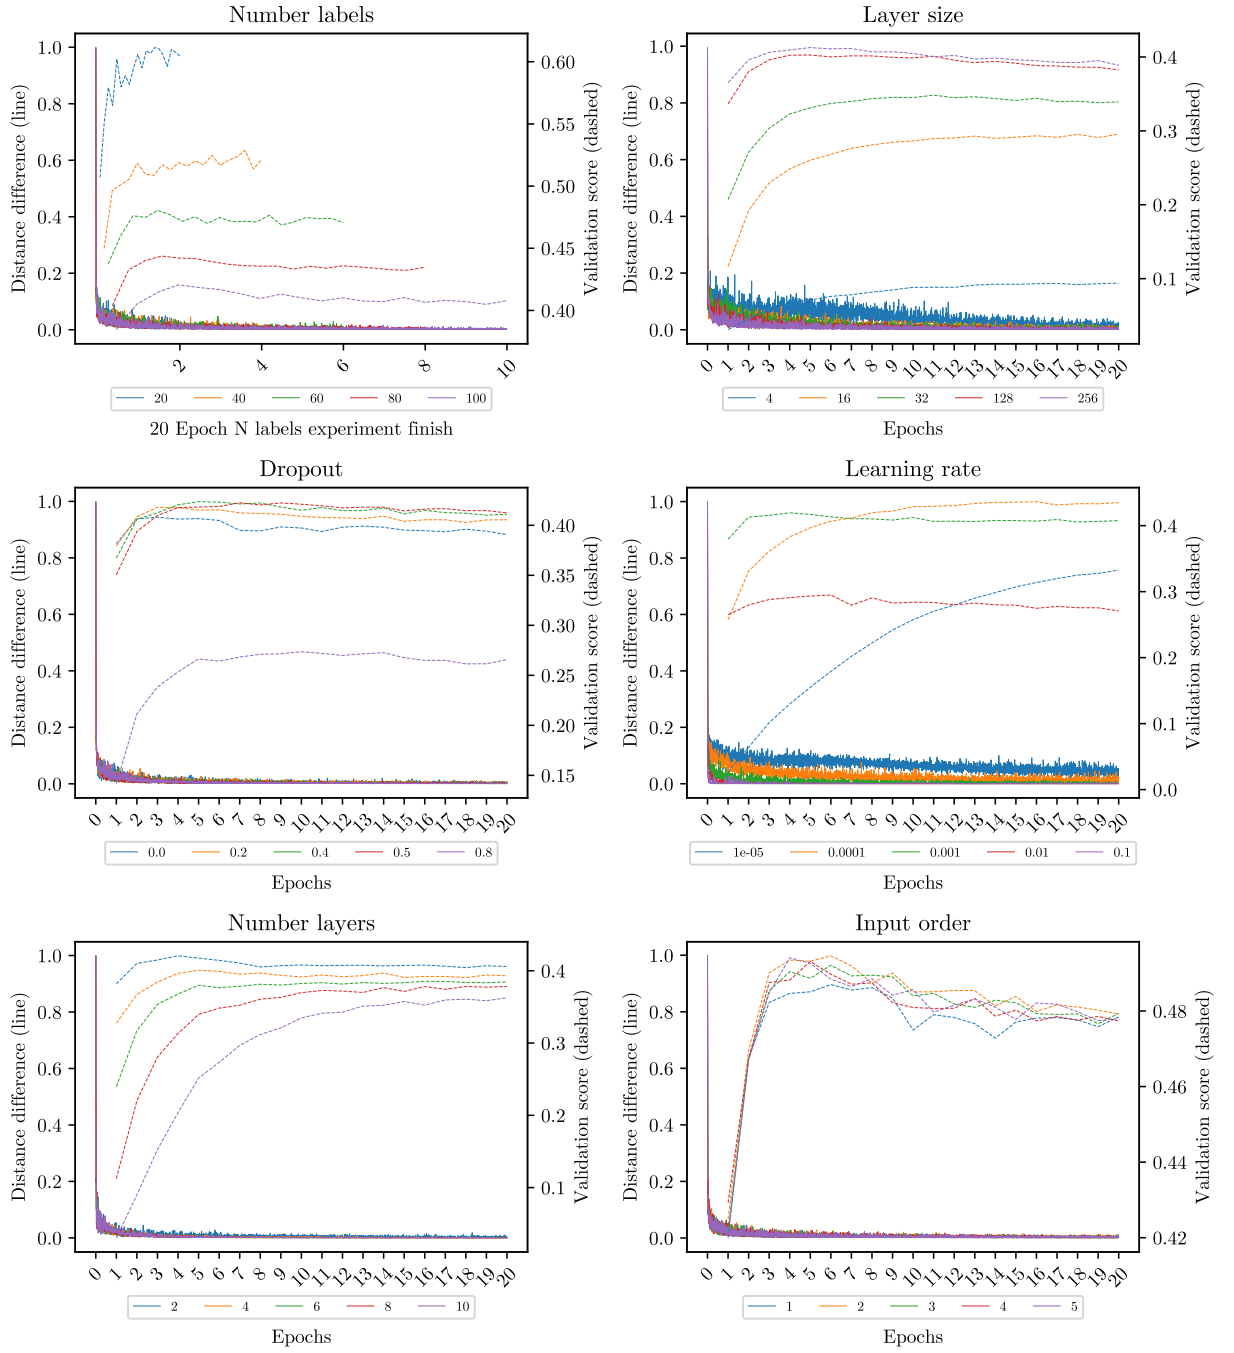 Number labels
Distance difference (line)
1.0
0.8
0.6
0.4
0.2
0.0
0.60
0.55
0.50
0.45
0.40
Validation score (dashed)
2 4 6 8 10
20 40 60 80 100
20 Epoch N labels experiment finish
Layer size
Distance difference (line)
1.0
0.8
0.6
0.4
0.2
0.0
0.4
0.3
0.2
0.1
Validation score (dashed)
0 1 2 3 4 5 6 7 8 9 10 11 12 13 14 15 16 17 18 19 20
4 16 32 128 256
Epochs
Dropout
Distance difference (line)
1.0
0.8
0.6
0.4
0.2
0.0
0.40
0.35
0.30
0.25
0.20
0.15
Validation score (dashed)
0 1 2 3 4 5 6 7 8 9 10 11 12 13 14 15 16 17 18 19 20
0.0 0.2 0.4 0.5 0.8
Epochs
Learning rate
Distance difference (line)
1.0
0.8
0.6
0.4
0.2
0.0
0.4
0.3
0.2
0.1
0.0
Validation score (dashed)
0 1 2 3 4 5 6 7 8 9 10 11 12 13 14 15 16 17 18 19 20
1e-05 0.0001 0.001 0.01 0.1
Epochs
Number layers
Distance difference (line)
1.0
0.8
0.6
0.4
0.2
0.0
0.4
0.3
0.2
0.1
Validation score (dashed)
0 1 2 3 4 5 6 7 8 9 10 11 12 13 14 15 16 17 18 19 20
2 4 6 8 10
Epochs
Input order
Distance difference (line)
1.0
0.8
0.6
0.4
0.2
0.0
0.48
0.46
0.44
0.42
Validation score (dashed)
0 1 2 3 4 5 6 7 8 9 10 11 12 13 14 15 16 17 18 19 20
1 2 3 4 5
Epochs